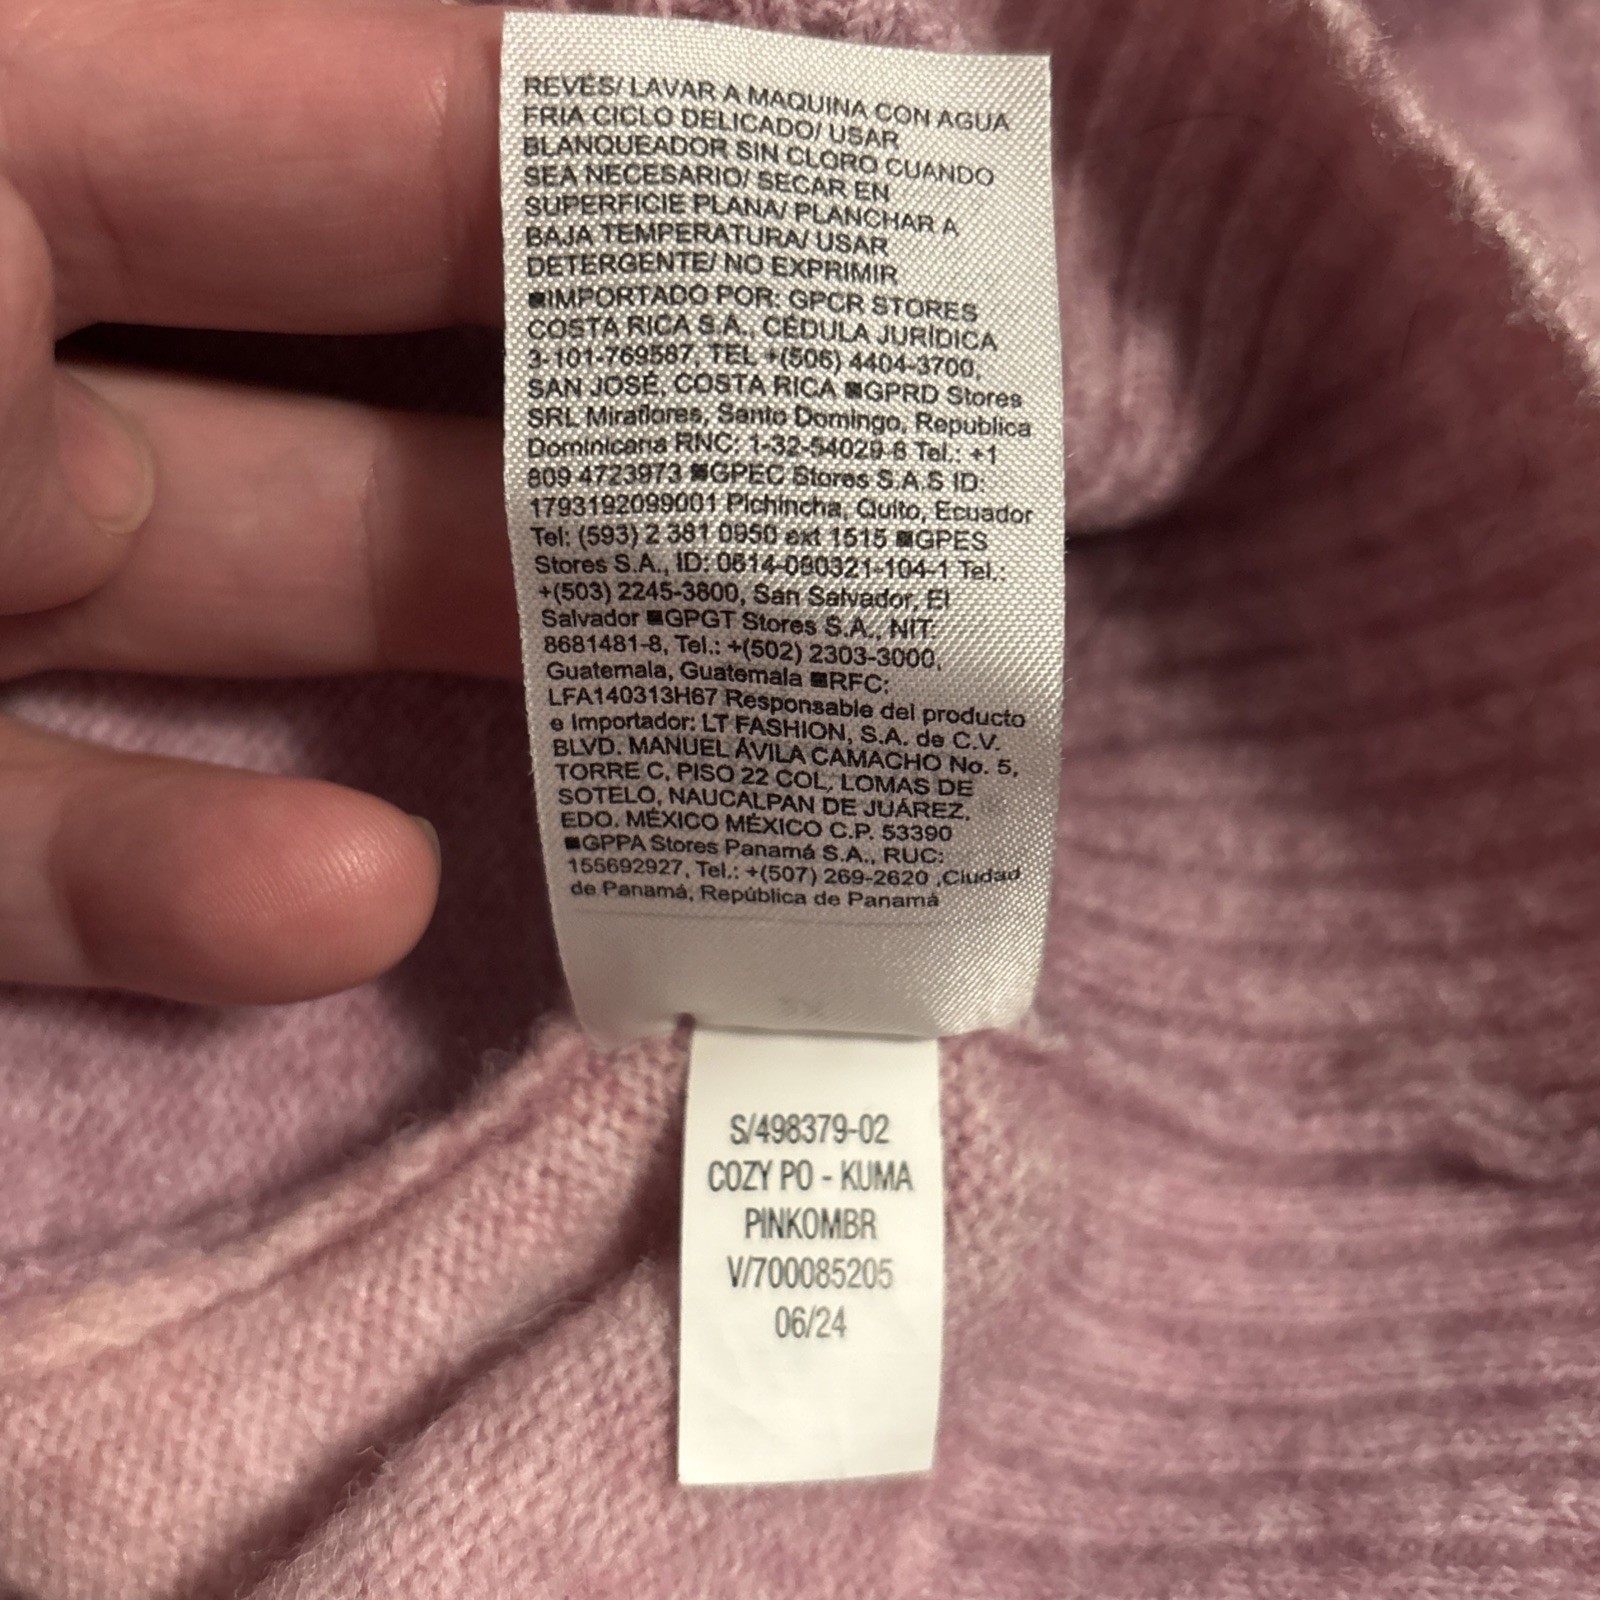 REVÉS/ LAVAR A MAQUINA CON AGUA
FRIA CICLO DELICADO/ USAR
BLANQUEADOR SIN CLORO CUANDO
SEA NECESARIO/ SECAR EN
SUPERFICIE PLANA/ PLANCHAR A
BAJA TEMPERATURA/ USAR
DETERGENTE/ NO EXPRIMIR
■IMPORTADO POR: GPCR STORES
COSTA RICA S.A., CÉDULA JURÍDICA
3-101-769587, TEL +(506) 4404-3700,
SAN JOSÉ, COSTA RICA ■GPRD Stores
SRL Miraflores, Santo Domingo, Republica
Dominicana RNC: 1-32-54029-8 Tel.: +1
809 4723973 ■GPEC Stores S.A.S ID:
1793192099001 Pichincha, Quito, Ecuador
Tel: (593) 2 381 0950 ext 1515 ■GPES
Stores S.A., ID: 0614-080321-104-1 Tel.:
+(503) 2245-3800, San Salvador, El
Salvador ■GPGT Stores S.A., NIT:
8681481-8, Tel.: +(502) 2303-3000,
Guatemala, Guatemala ■RFC:
LFA140313H67 Responsable del producto
e Importador: LT FASHION, S.A. de C.V.
BLVD. MANUEL ÁVILA CAMACHO No. 5,
TORRE C, PISO 22 COL. LOMAS DE
SOTELO, NAUCALPAN DE JUÁREZ,
EDO. MÉXICO MÉXICO C.P. 53390
■GPPA Stores Panamá S.A., RUC:
155692927, Tel.: +(507) 269-2620 ,Ciudad
de Panamá, República de Panamá
S/498379-02
COZY PO - KUMA
PINKOMBR
V/700085205
06/24